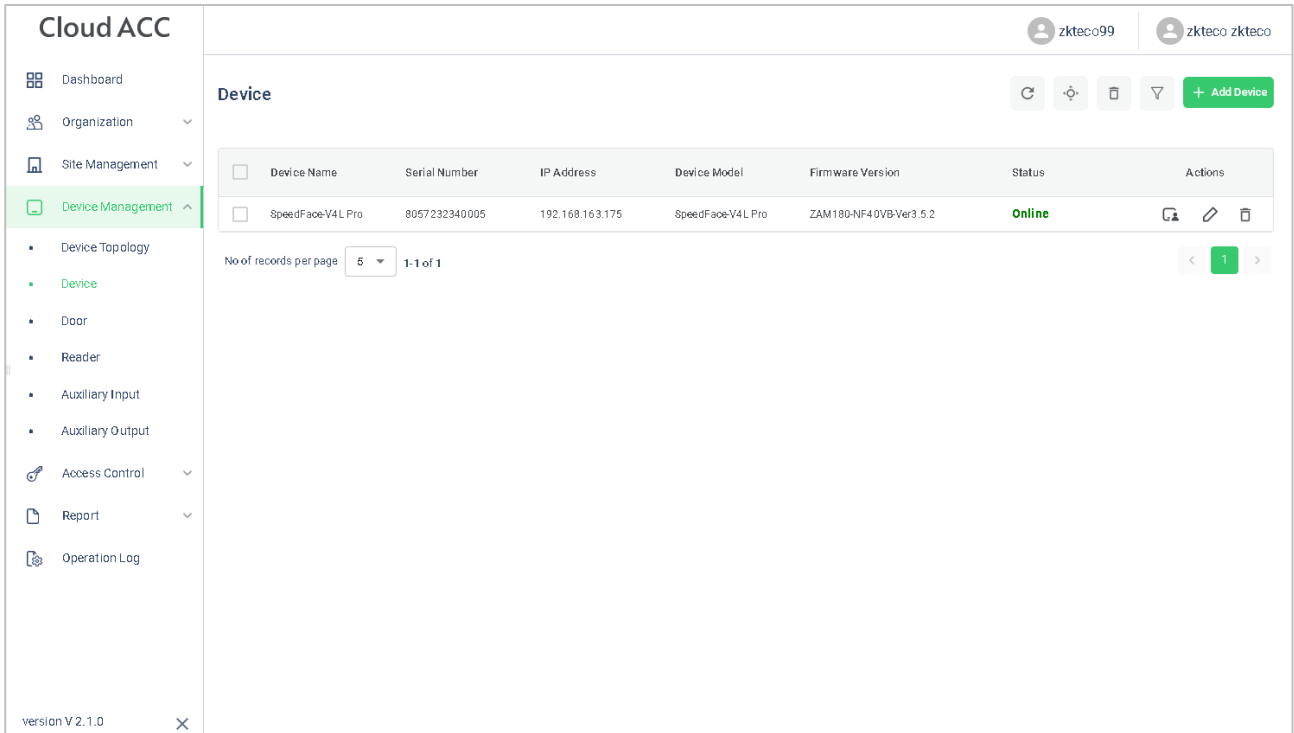 Cloud ACC
zkteco99
zkteco zkteco
Dashboard
Organization
Site Management
Device Management
Device Topology
Device
Door
Reader
Auxiliary Input
Auxiliary Output
Access Control
Report
Operation Log
version V 2.1.0
Device
Add Device
Device Name Serial Number IP Address Device Model Firmware Version Status Actions
SpeedFace-V4L Pro 8057232340005 192.168.163.175 SpeedFace-V4L Pro ZAM180-NF40VB-Ver3.5.2 Online
No of records per page 5 1-1 of 1 1